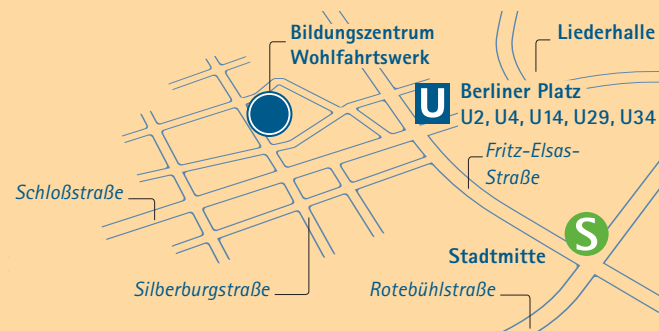 Bildungszentrum
Wohlfahrtswerk
Liederhalle
U
Berliner Platz
U2, U4, U14, U29, U34
Fritz-Elsas-
Straße
Schloßstraße
S
Stadtmitte
Silberburgstraße
Rotebühlstraße